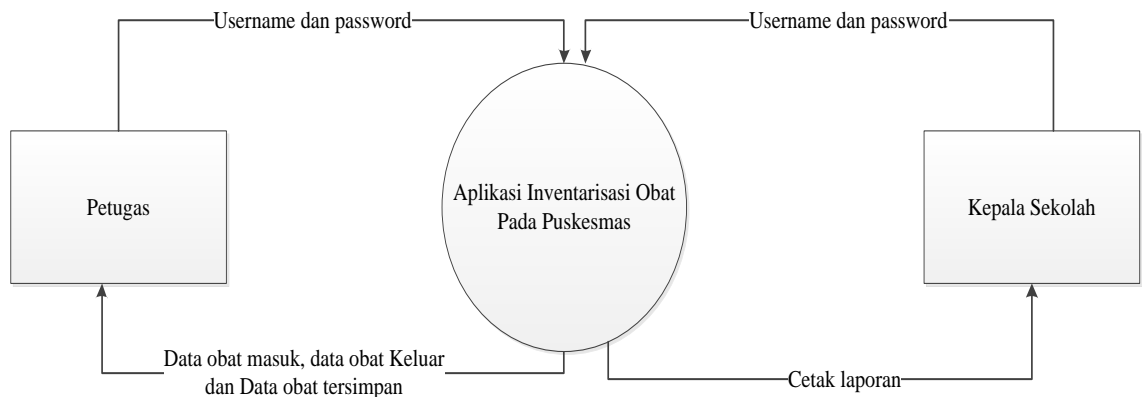 Username dan password
Username dan password
Petugas
Aplikasi Inventarisasi Obat
Pada Puskesmas
Kepala Sekolah
Data obat masuk, data obat Keluar
dan Data obat tersimpan
Cetak laporan